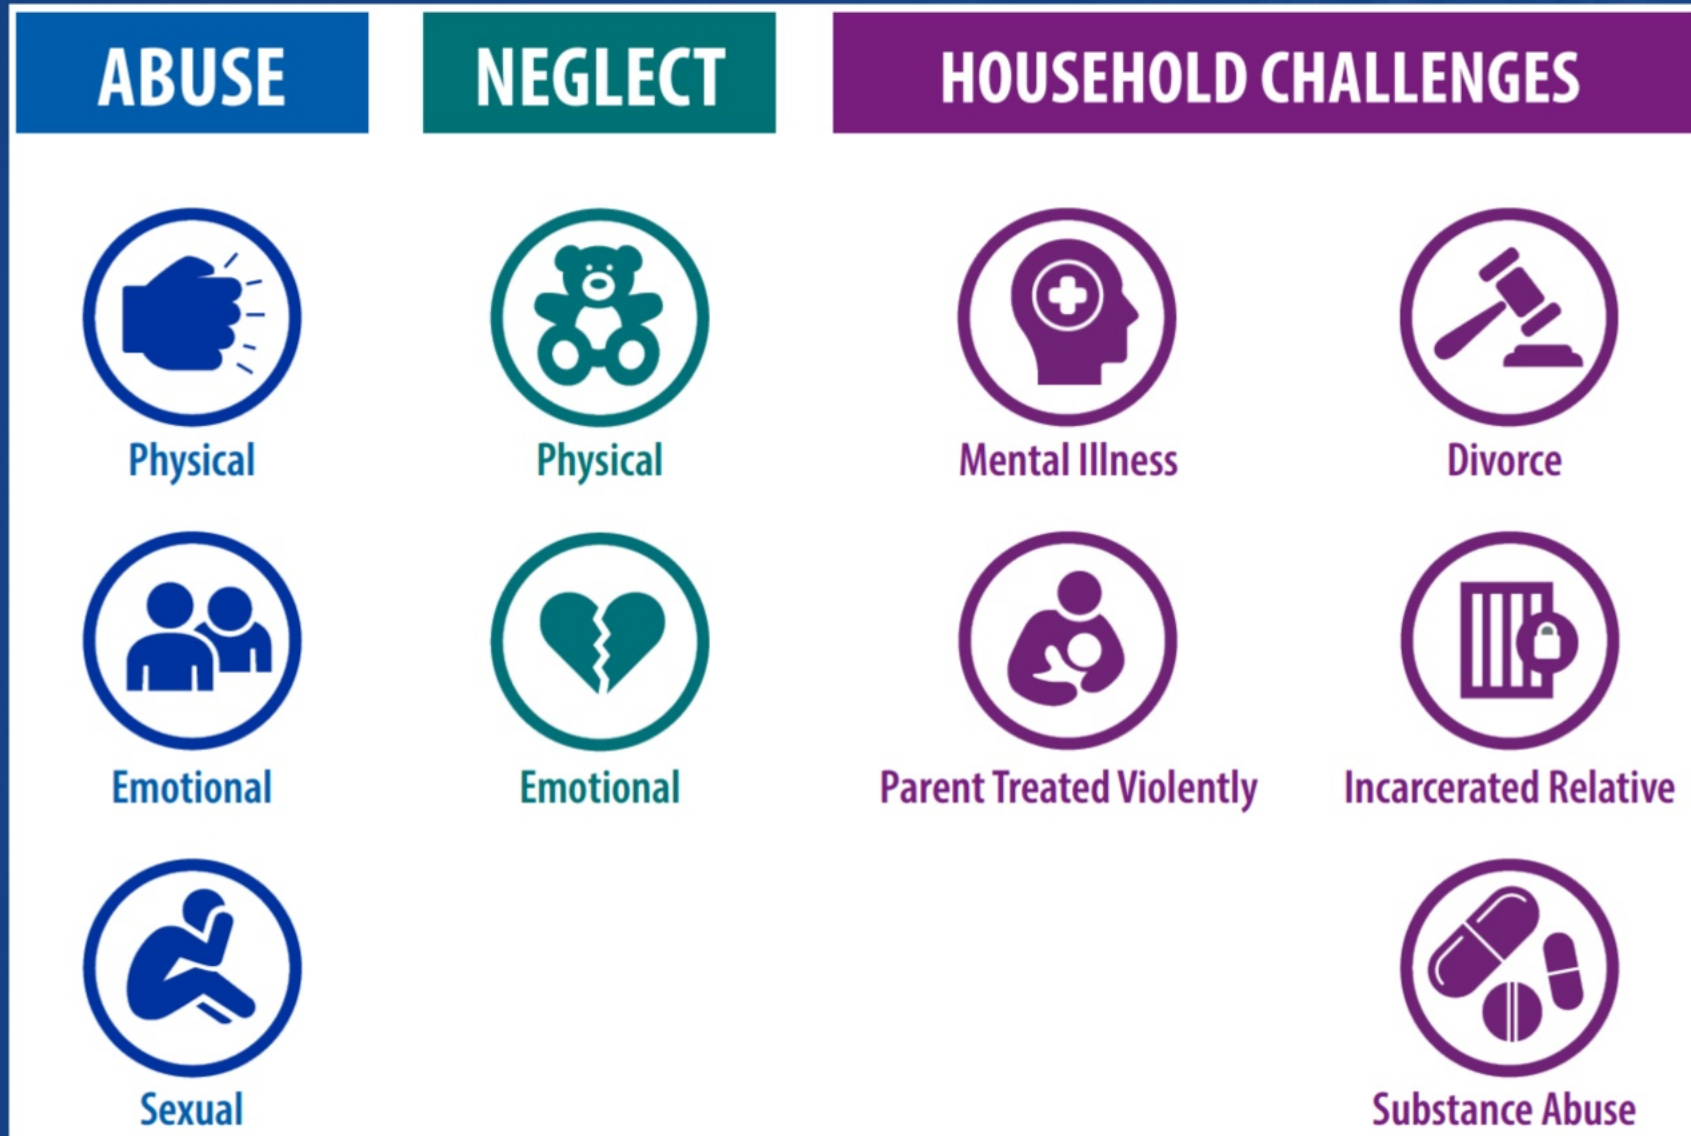 ABUSE
NEGLECT
HOUSEHOLD CHALLENGES
Physical
Physical
Mental Illness
Divorce
Emotional
Emotional
Parent Treated Violently
Incarcerated Relative
Sexual
Substance Abuse